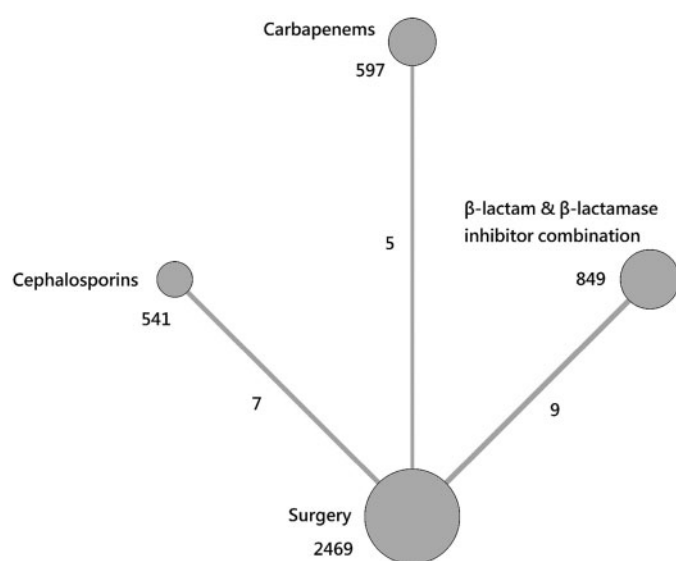 Carbapenems
597
β-lactam & β-lactamase
inhibitor combination
5
Cephalosporins
849
541
7
9
Surgery
2469